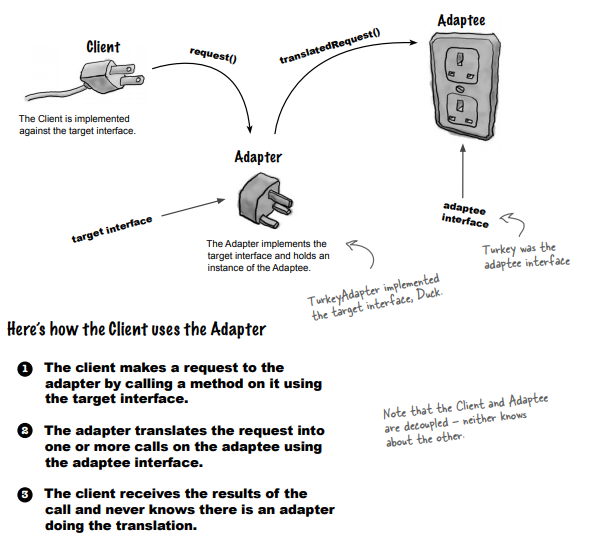 Adaptee
Client
request()
translatedRequest()
The Client is implemented
against the target interface.
Adapter
target interface
adaptee
interface
The Adapter implements the
target interface and holds an
instance of the Adaptee.
Turkey was the
adaptee interface
TurkeyAdapter implemented
the target interface, Duck.
Here's how the Client uses the Adapter
1 The client makes a request to the
adapter by calling a method on it using
the target interface.
2 The adapter translates the request into
one or more calls on the adaptee using
the adaptee interface.
3 The client receives the results of the
call and never knows there is an adapter
doing the translation.
Note that the Client and Adaptee
are decoupled – neither knows
about the other.